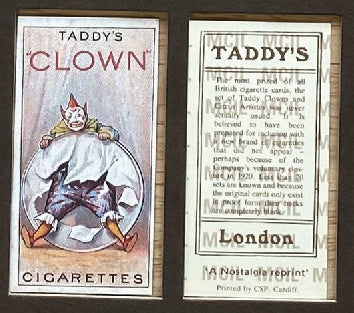 TADDY'S
"CLOWN"
CIGARETTES
MCIL MCIL
TADDY'S
The most prized of all
British cigarette cards, the
set of Taddy Clowns and
Circus Artistes was never
actually issued. It is
believed to have been
prepared for inclusion with
a new brand of cigarettes
that did not appear -
perhaps because of the
Company's voluntary closure
in 1920. Less than 20
sets are known and because
the original cards only exist
in proof form their backs
are completely blank.
London
"A Nostalgia reprint"
Printed by CSP, Cardiff.